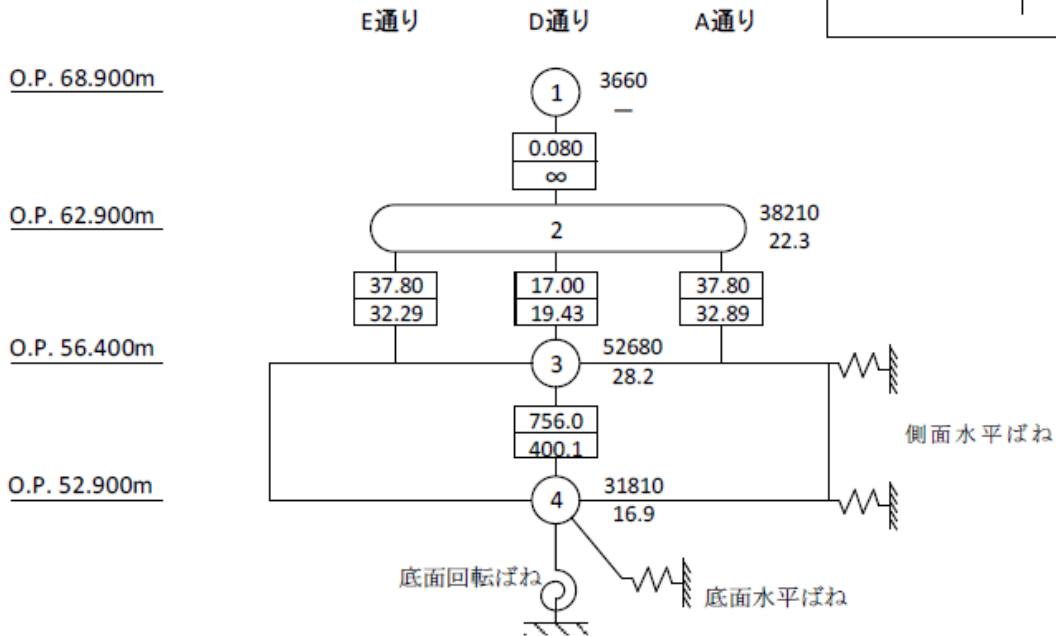 E通り D通り A通り
O.P. 68.900m
1
3660
—
0.080
∞
O.P. 62.900m
2
38210
22.3
37.80 17.00 37.80
32.29 19.43 32.89
O.P. 56.400m
3
52680
28.2
756.0
400.1
側面水平ばね
O.P. 52.900m
4
31810
16.9
底面回転ばね
底面水平ばね